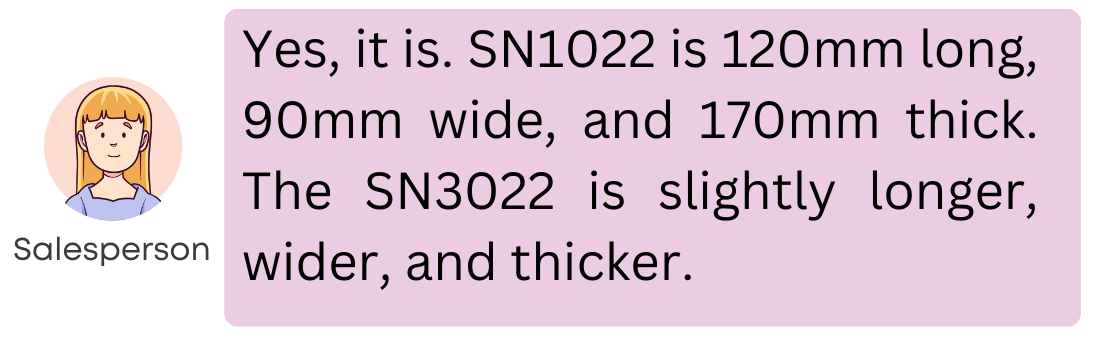 Yes, it is. SN1022 is 120mm long,
90mm wide, and 170mm thick.
The SN3022 is slightly longer,
wider, and thicker.
Salesperson